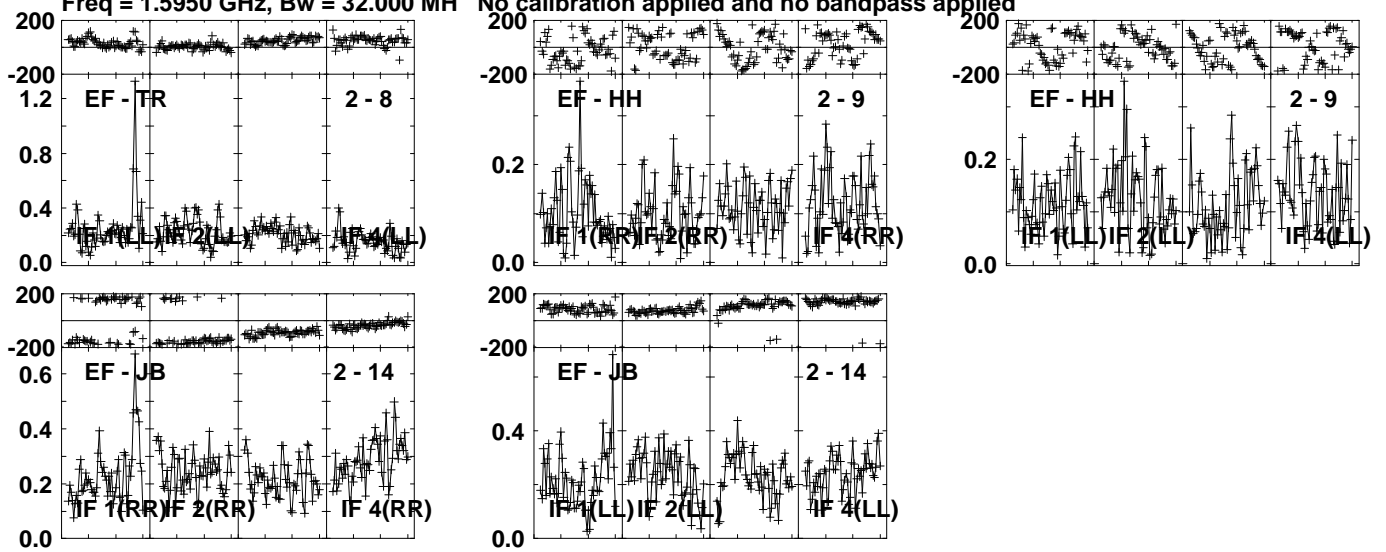 Freq = 1.5950 GHz, Bw = 32.000 MH No calibration applied and no bandpass applied
200
-200
EF - TR 2 - 8
1.2
0.8
0.4
0.0
IF 1(LL) IF 2(LL) IF 4(LL)
200
-200
EF - HH 2 - 9
0.2
0.0
IF 1(RR) IF 2(RR) IF 4(RR)
200
-200
EF - HH 2 - 9
0.2
0.0
IF 1(LL) IF 2(LL) IF 4(LL)
200
-200
EF - JB 2 - 14
0.6
0.4
0.2
0.0
IF 1(RR) IF 2(RR) IF 4(RR)
200
-200
EF - JB 2 - 14
0.4
0.0
IF 1(LL) IF 2(LL) IF 4(LL)